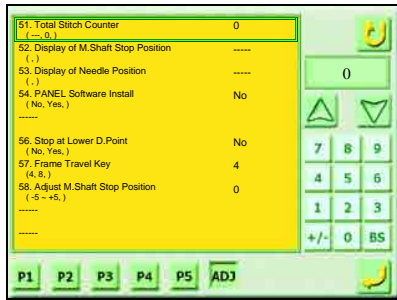 51. Total Stitch Counter 0
( ---, 0, )
52. Display of M.Shaft Stop Position -----
( , )
53. Display of Needle Position -----
( , )
54. PANEL Software Install No
( No, Yes, )
------
56. Stop at Lower D.Point No
( No, Yes, )
57. Frame Travel Key 4
(4, 8, )
58. Adjust M.Shaft Stop Position 0
( -5 ~ +5, )
------
------
0
7 8 9
4 5 6
1 2 3
+/- 0 BS
P1 P2 P3 P4 P5 ADJ